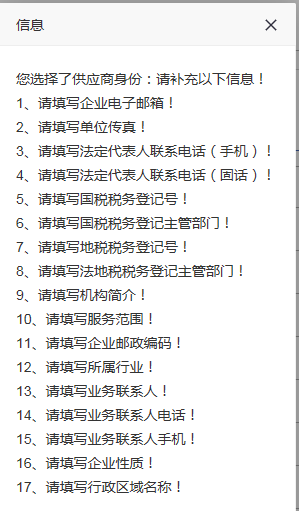 信息
您选择了供应商身份：请补充以下信息！
1、请填写企业电子邮箱！
2、请填写单位传真！
3、请填写法定代表人联系电话（手机）！
4、请填写法定代表人联系电话（固话）！
5、请填写国税税务登记号！
6、请填写国税税务登记主管部门！
7、请填写地税税务登记号！
8、请填写法地税税务登记主管部门！
9、请填写机构简介！
10、请填写服务范围！
11、请填写企业邮政编码！
12、请填写所属行业！
13、请填写业务联系人！
14、请填写业务联系人电话！
15、请填写业务联系人手机！
16、请填写企业性质！
17、请填写行政区域名称！